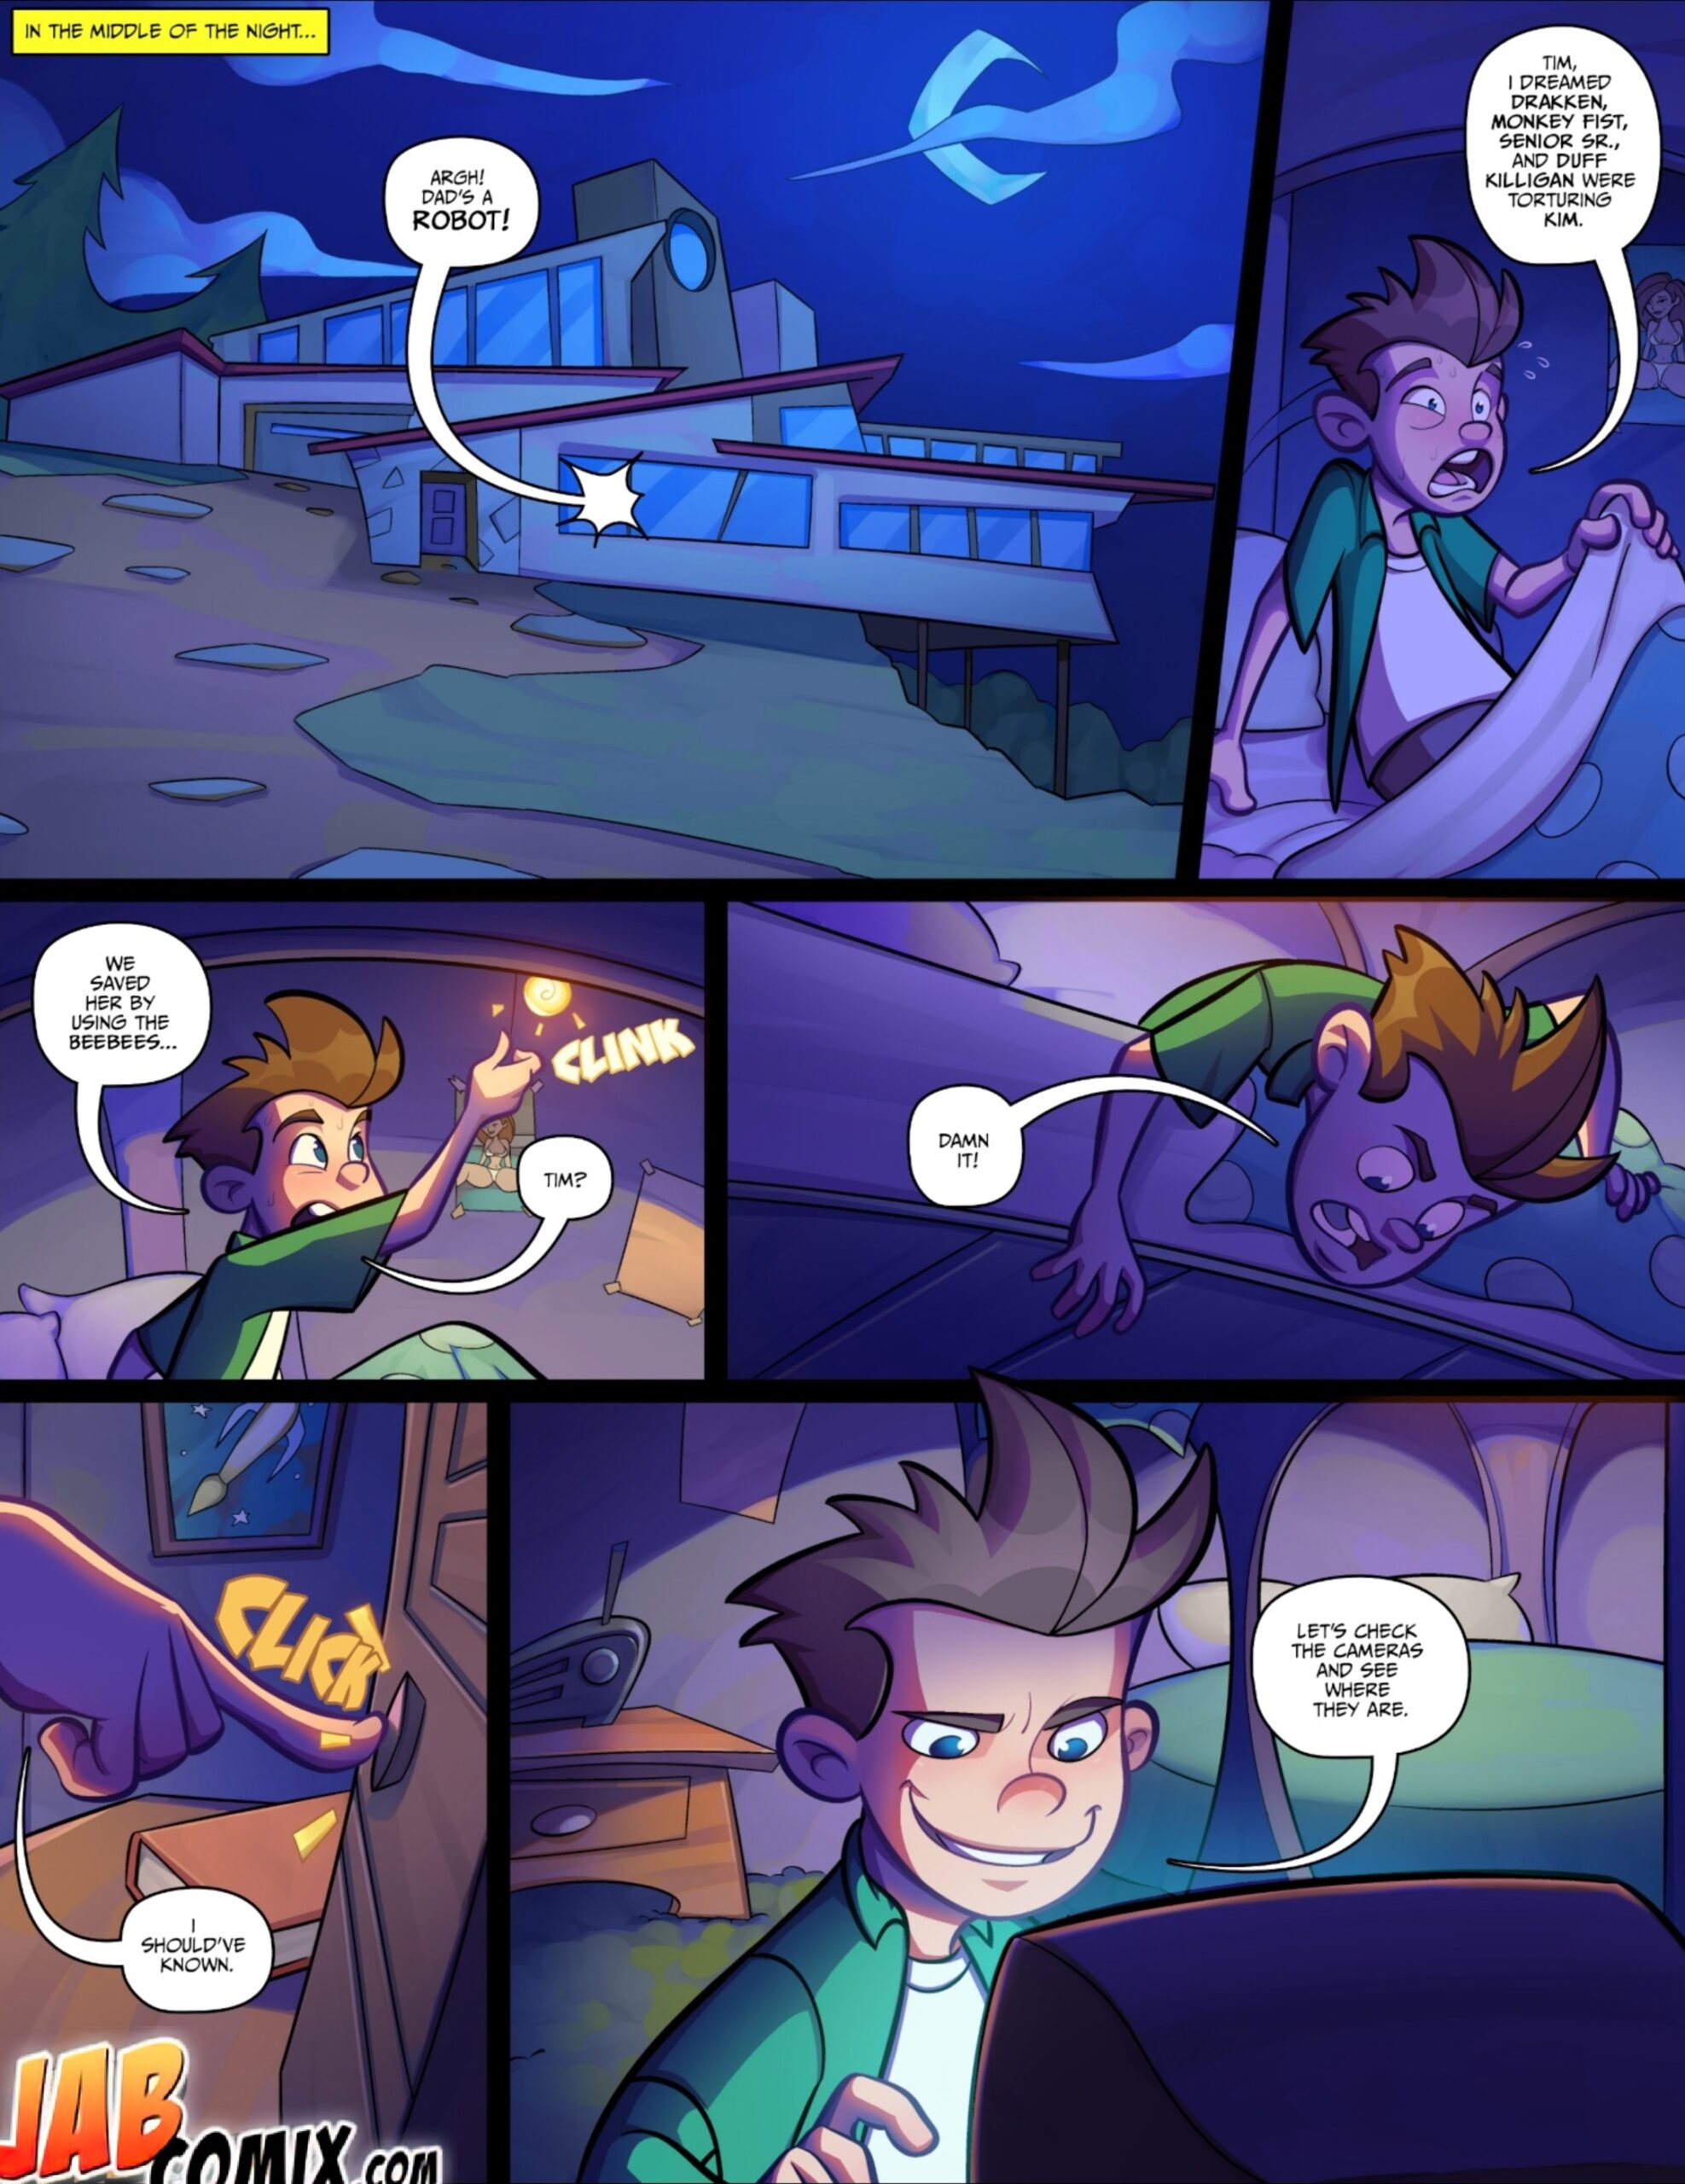 IN THE MIDDLE OF THE NIGHT...
ARGH!
DAD'S A
ROBOT!
TIM,
I DREAMED
DRAKKEN,
MONKEY FIST,
SENIOR SR.,
AND DUFF
KILLIGAN WERE
TORTURING
KIM.
WE
SAVED
HER BY
USING THE
BEEBEES...
CLINK
TIM?
DAMN
IT!
CLICK
I
SHOULD'VE
KNOWN.
LET'S CHECK
THE CAMERAS
AND SEE
WHERE
THEY ARE.
JAB
COMIX.COM